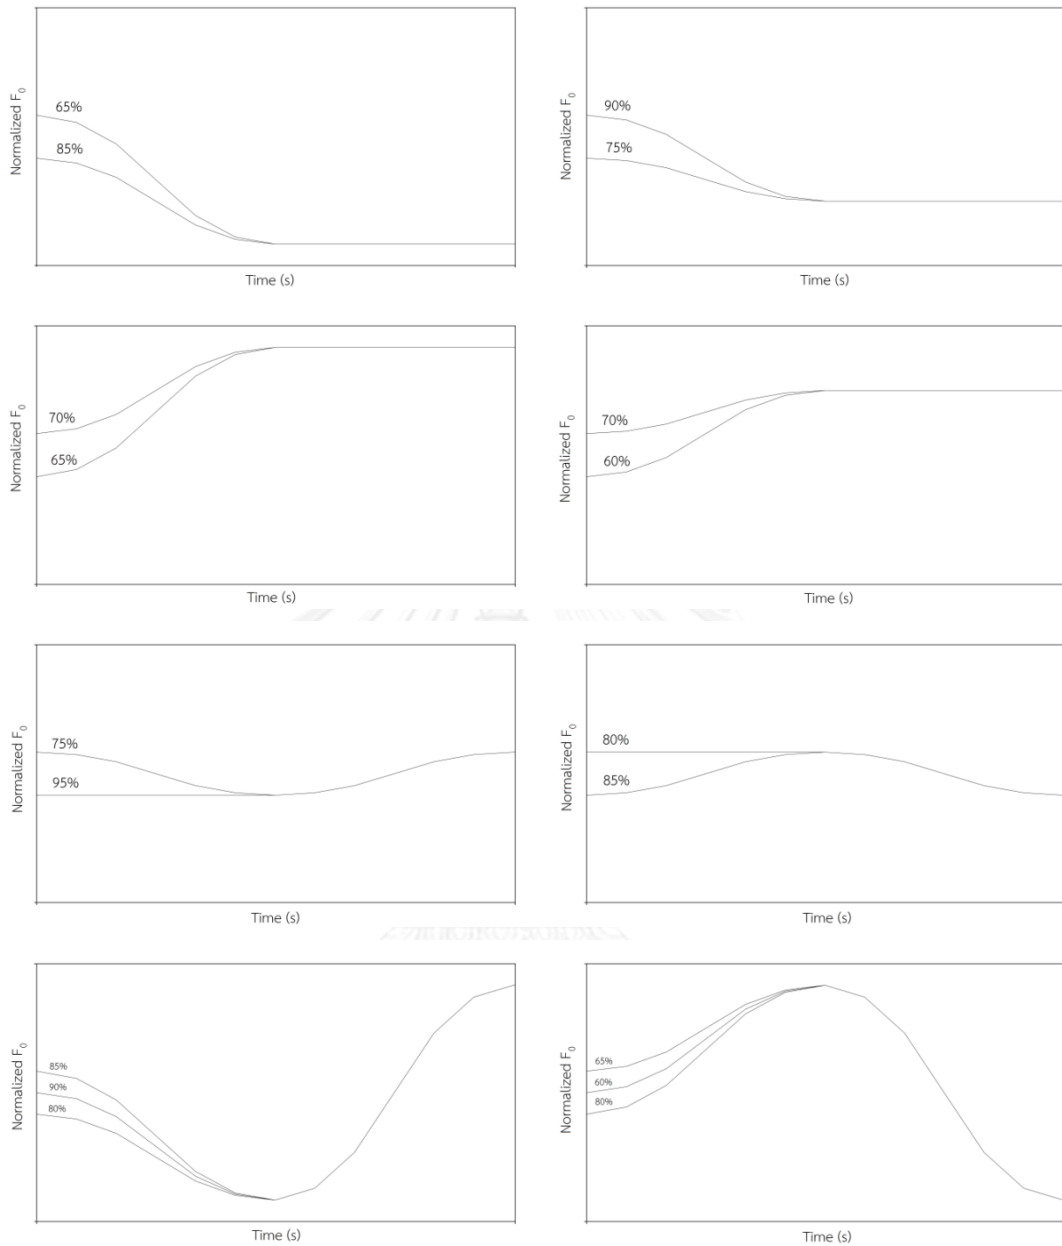 Normalized F₀
65%
85%
Time (s)
Normalized F₀
90%
75%
Time (s)
Normalized F₀
70%
65%
Time (s)
Normalized F₀
70%
60%
Time (s)
Normalized F₀
75%
95%
Time (s)
Normalized F₀
80%
85%
Time (s)
Normalized F₀
85%
90%
80%
Time (s)
Normalized F₀
65%
60%
80%
Time (s)